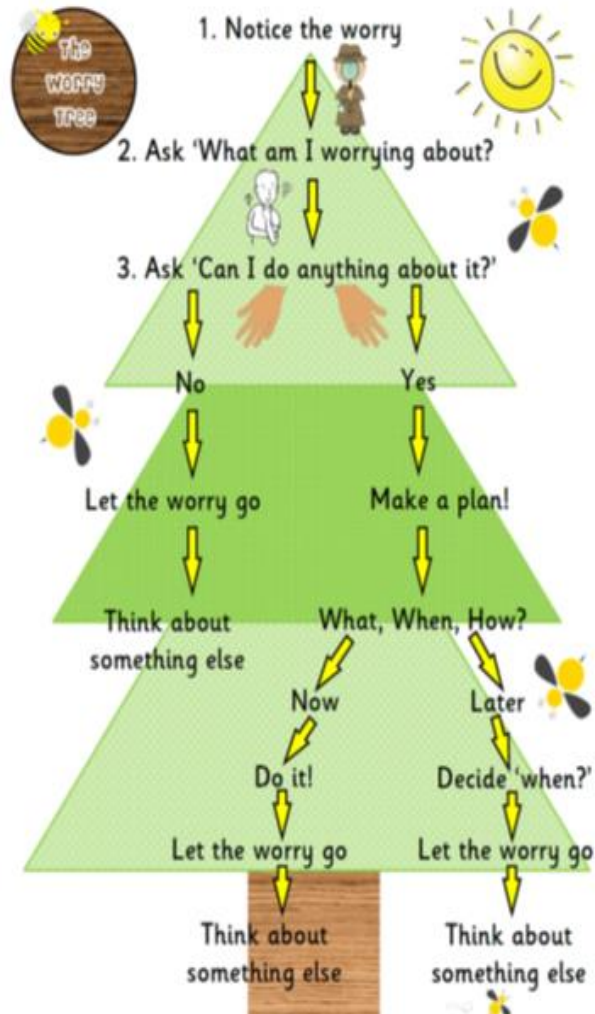 The
Worry
Tree
1. Notice the worry
2. Ask ‘What am I worrying about?
3. Ask ‘Can I do anything about it?’
No
Yes
Let the worry go
Make a plan!
Think about
something else
What, When, How?
Now
Later
Do it!
Decide ‘when?’
Let the worry go
Let the worry go
Think about
something else
Think about
something else